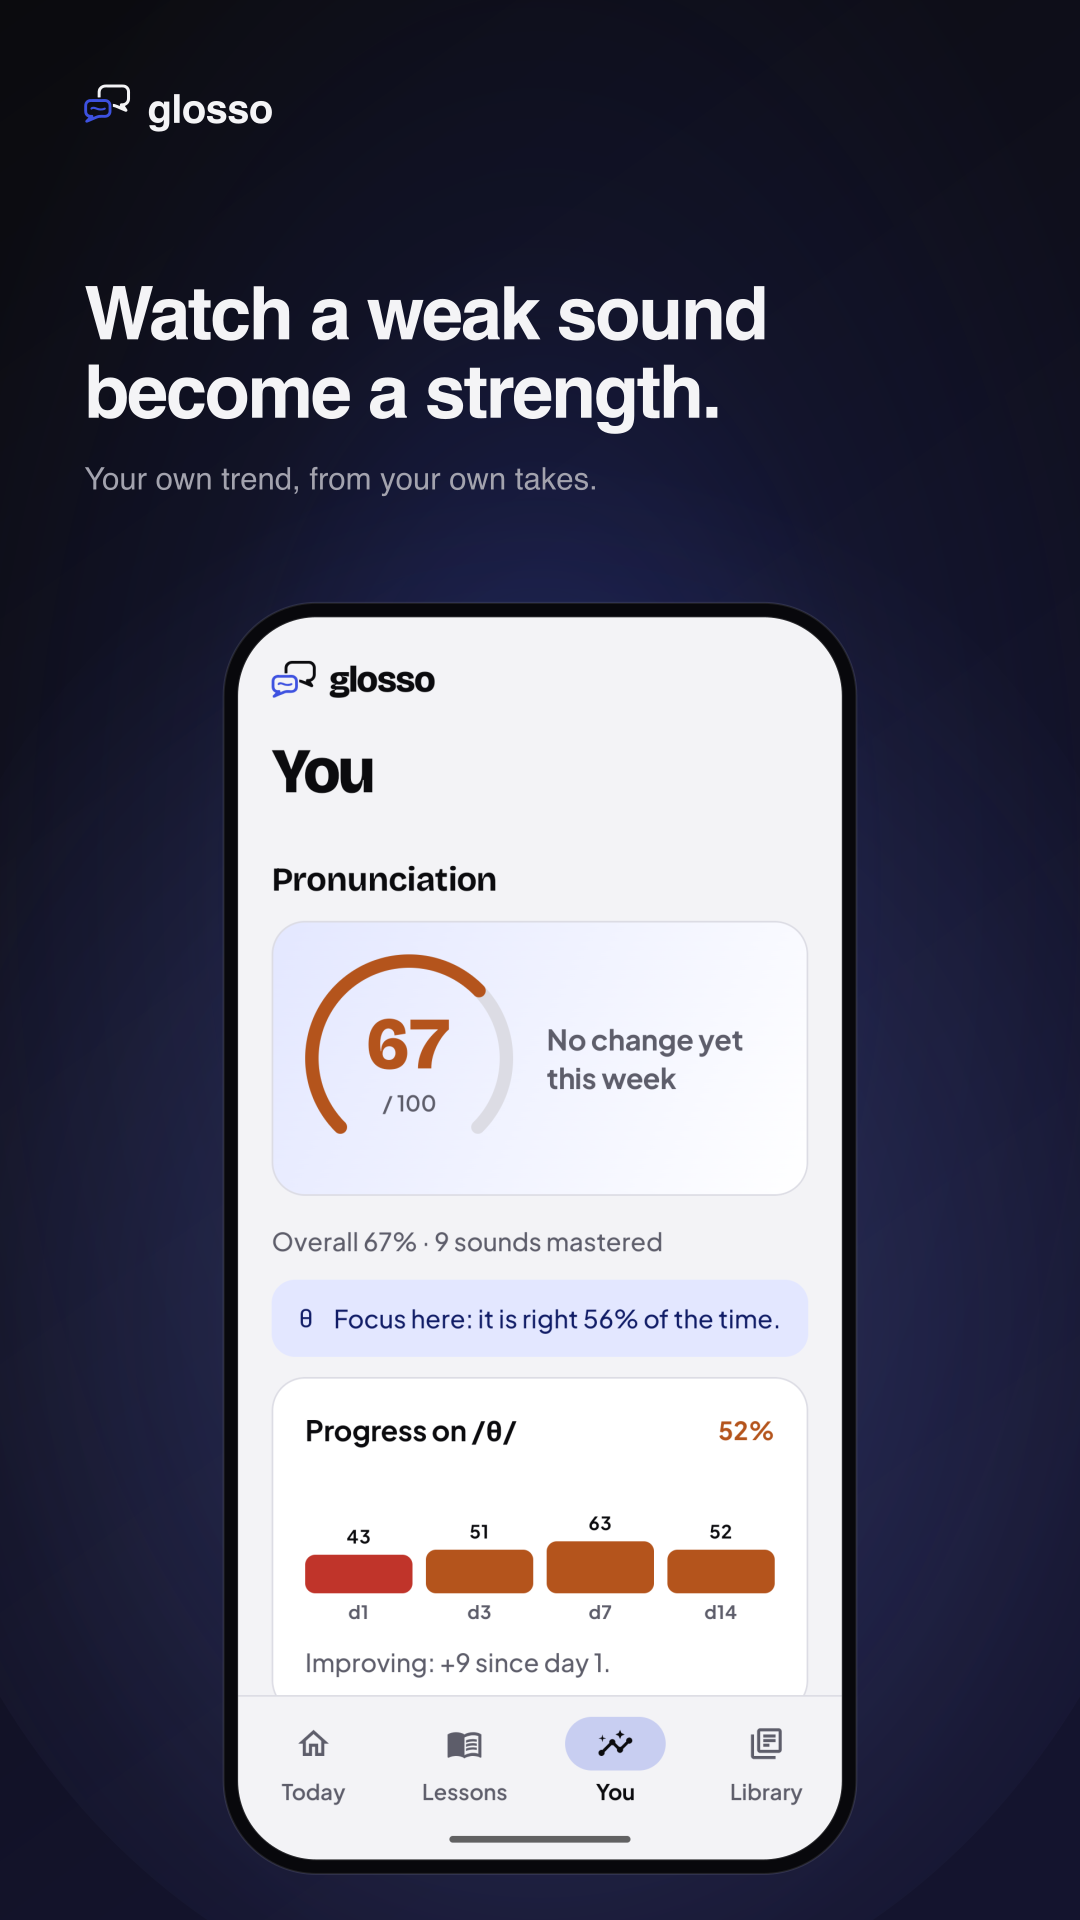 glosso
Watch a weak sound
become a strength.
Your own trend, from your own takes.
glosso
You
Pronunciation
67
/ 100
No change yet
this week
Overall 67% · 9 sounds mastered
θ Focus here: it is right 56% of the time.
Progress on /θ/ 52%
43 51 63 52
d1 d3 d7 d14
Improving: +9 since day 1.
Today Lessons You Library